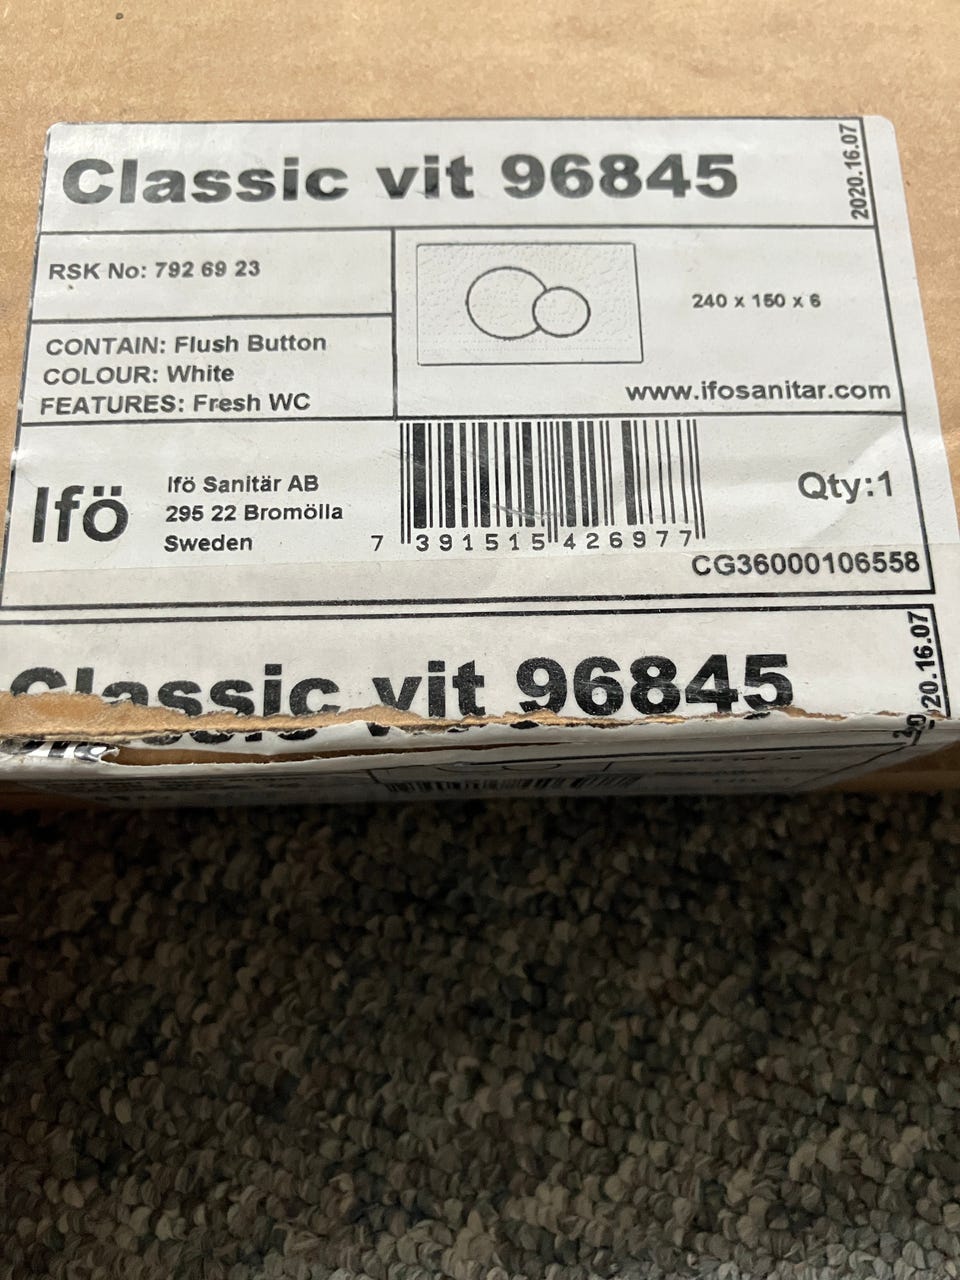 Classic vit 96845
2020.16.07
RSK No: 792 69 23
240 x 150 x 6
CONTAIN: Flush Button
COLOUR: White
FEATURES: Fresh WC
www.ifosanitar.com
Ifö
Ifö Sanitär AB
295 22 Bromölla
Sweden
7 391515 426977
Qty:1
CG36000106558
Classic vit 96845
20.16.07